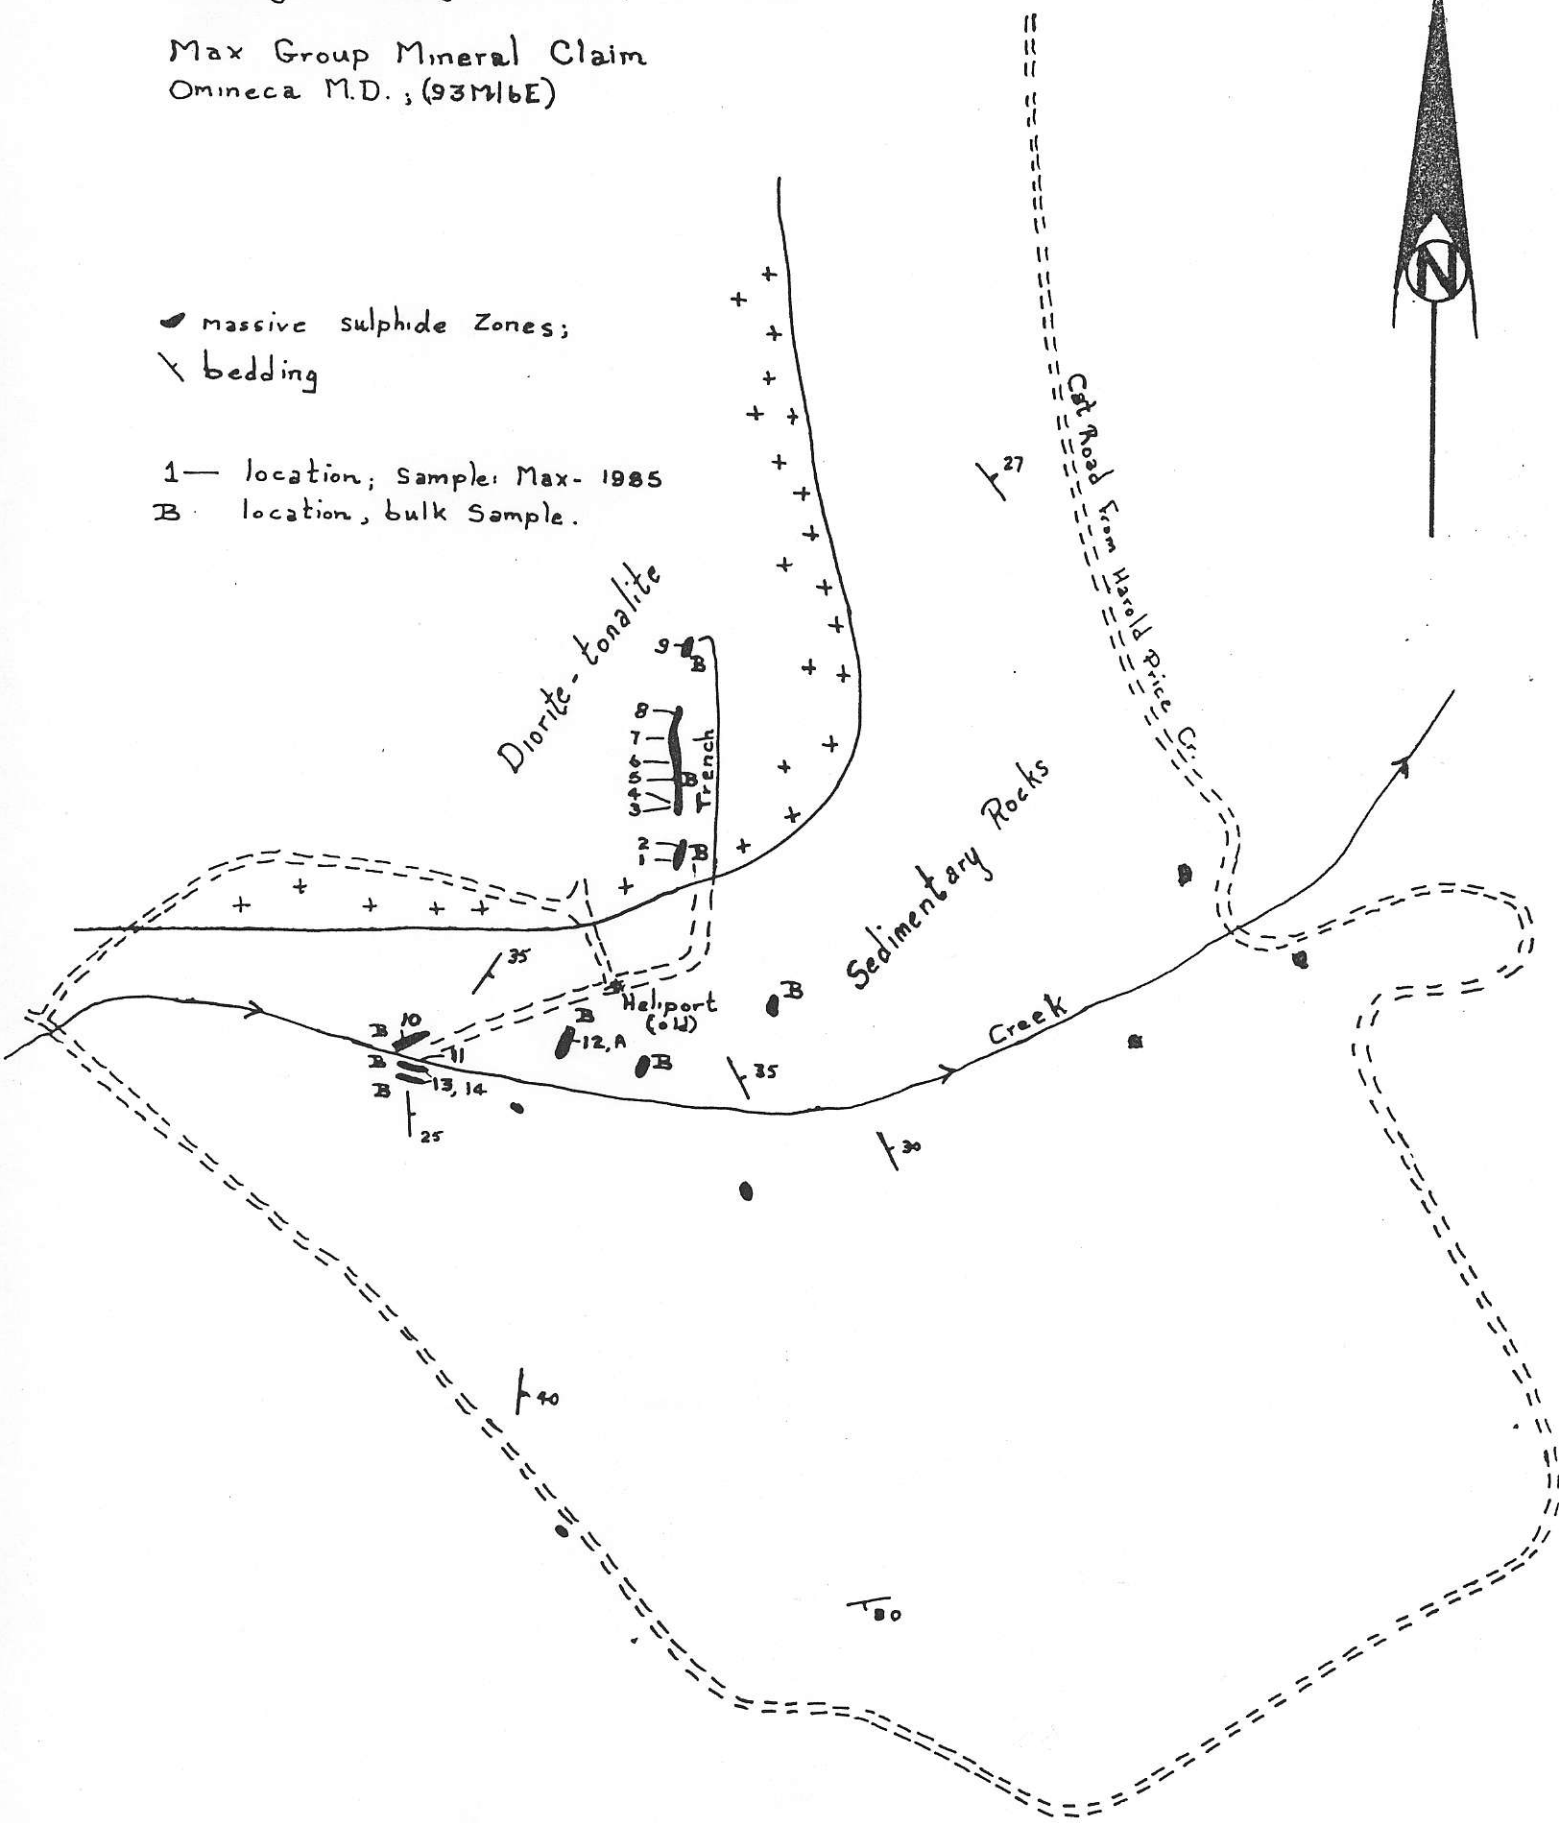 Max Group Mineral Claim
Omineca M.D. ; (93M/6E)
N
massive sulphide Zones;
bedding
1— location; Sample: Max- 1985
B location, bulk Sample.
27
Cat Road From Harold Price Cr.
Diorite - tonalite
9
B
8
7
6
5 B
4
3
Trench
2
1 B
Sedimentary Rocks
35
Heliport
(old)
B
B
Creek
B 10
11
12, A
B
B
B
13, 14
35
25
30
40
80